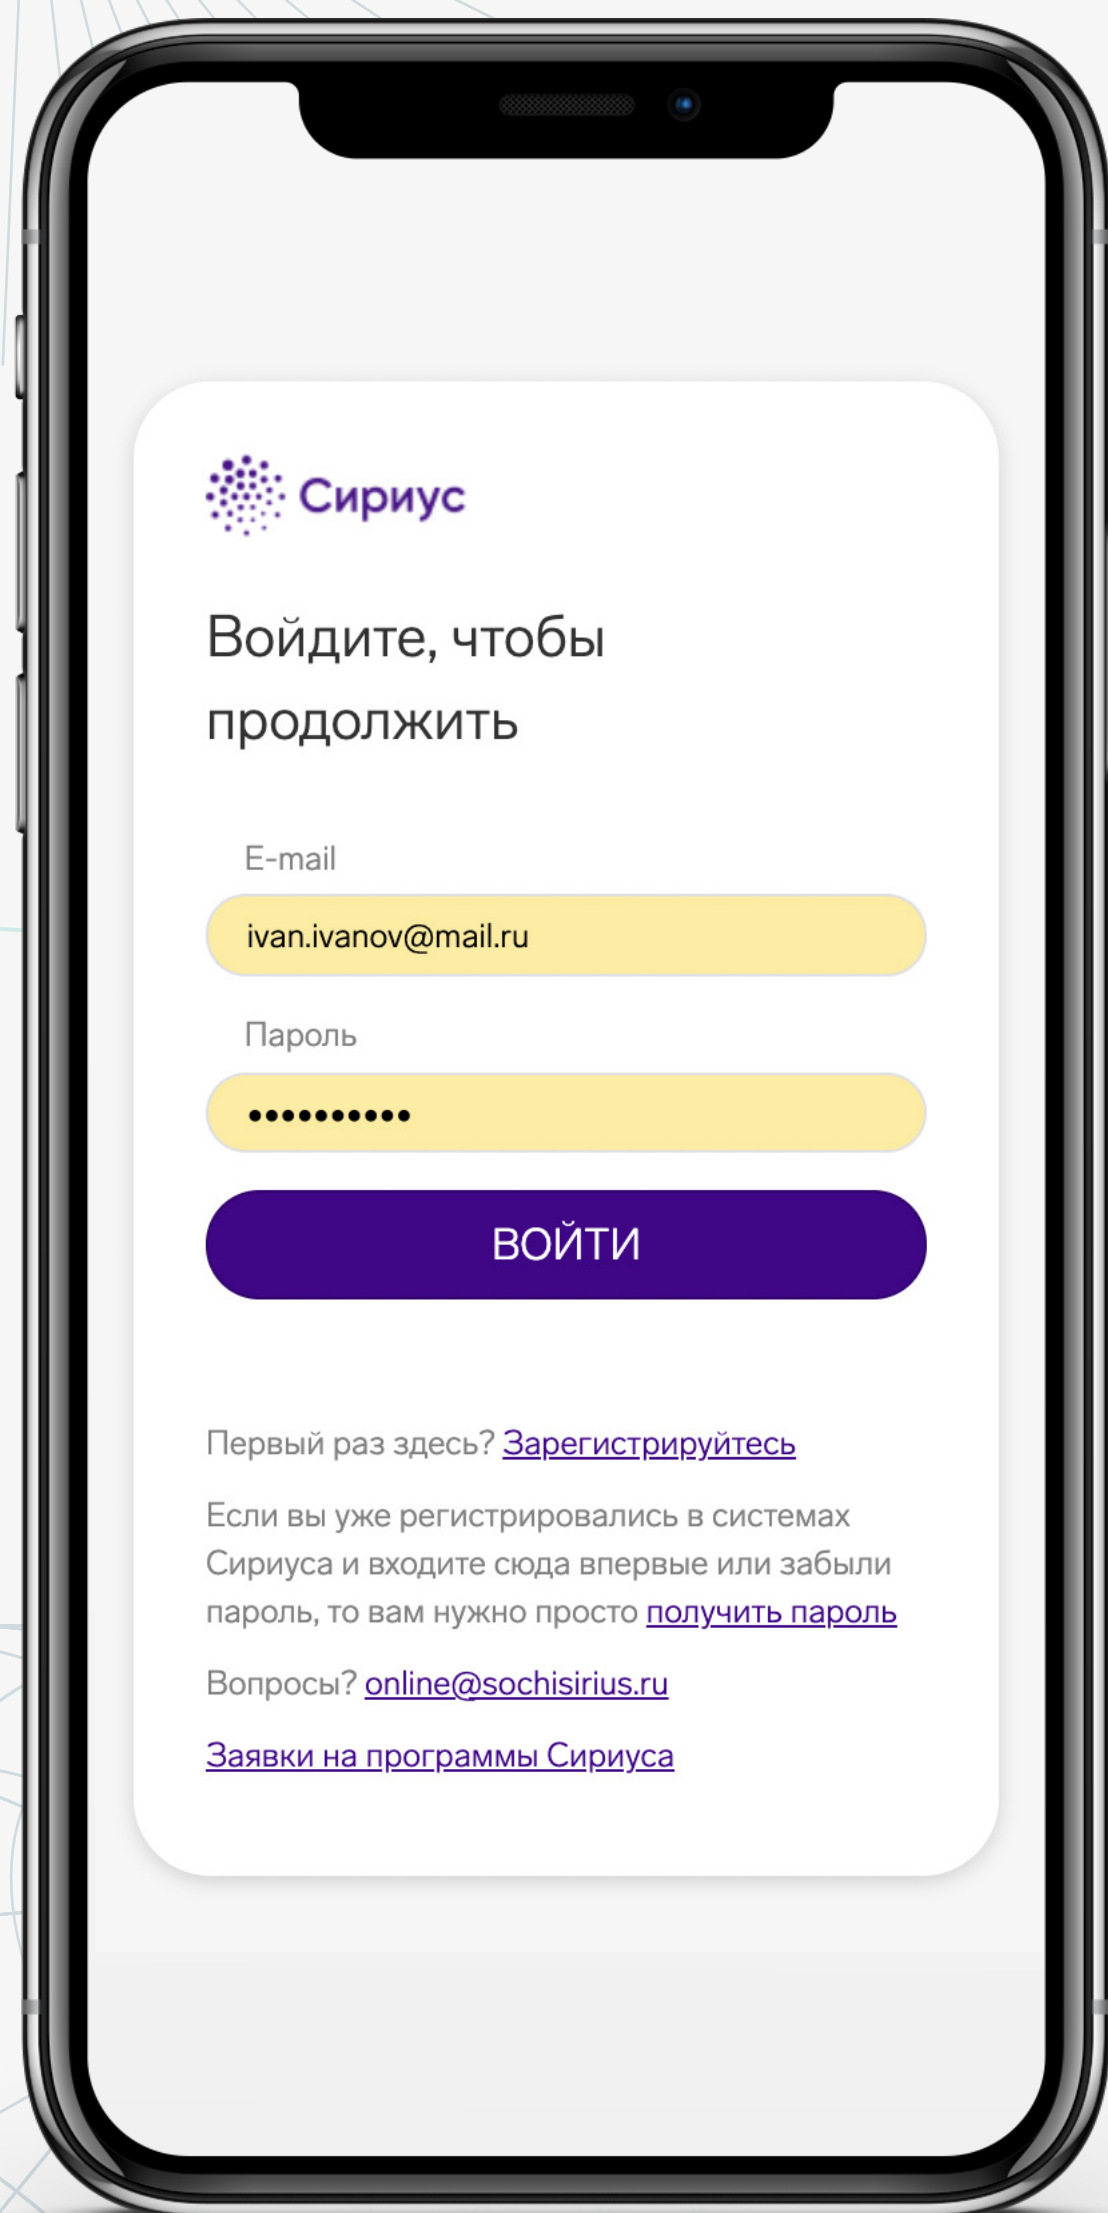 Сириус
Войдите, чтобы
продолжить
E-mail
ivan.ivanov@mail.ru
Пароль
••••••••••
ВОЙТИ
Первый раз здесь? Зарегистрируйтесь
Если вы уже регистрировались в системах
Сириуса и входите сюда впервые или забыли
пароль, то вам нужно просто получить пароль
Вопросы? online@sochisirius.ru
Заявки на программы Сириуса